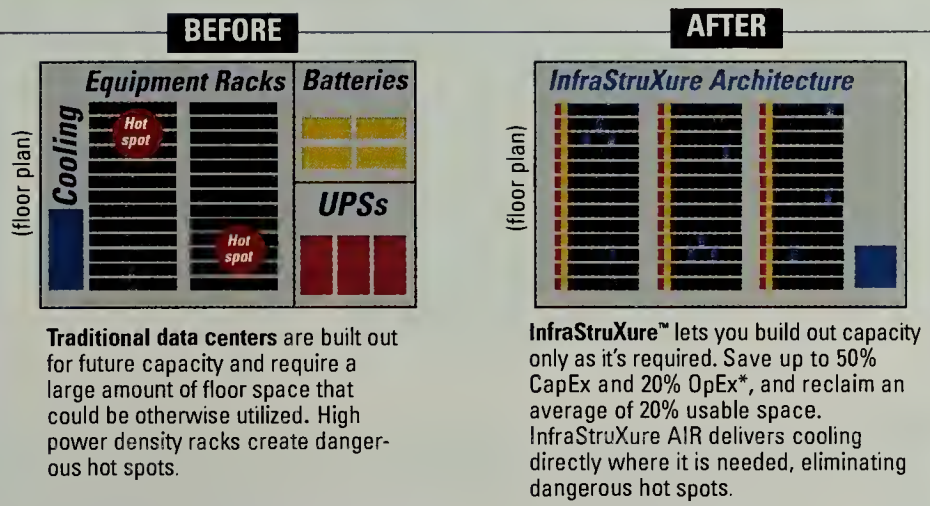 BEFORE
Equipment Racks
Batteries
Cooling
Hot
spot
Hot
spot
UPSs
(floor plan)
Traditional data centers are built out
for future capacity and require a
large amount of floor space that
could be otherwise utilized. High
power density racks create danger-
ous hot spots.
AFTER
InfraStruXure Architecture
(floor plan)
InfraStruXure™ lets you build out capacity
only as it's required. Save up to 50%
CapEx and 20% OpEx*, and reclaim an
average of 20% usable space.
InfraStruXure AIR delivers cooling
directly where it is needed, eliminating
dangerous hot spots.